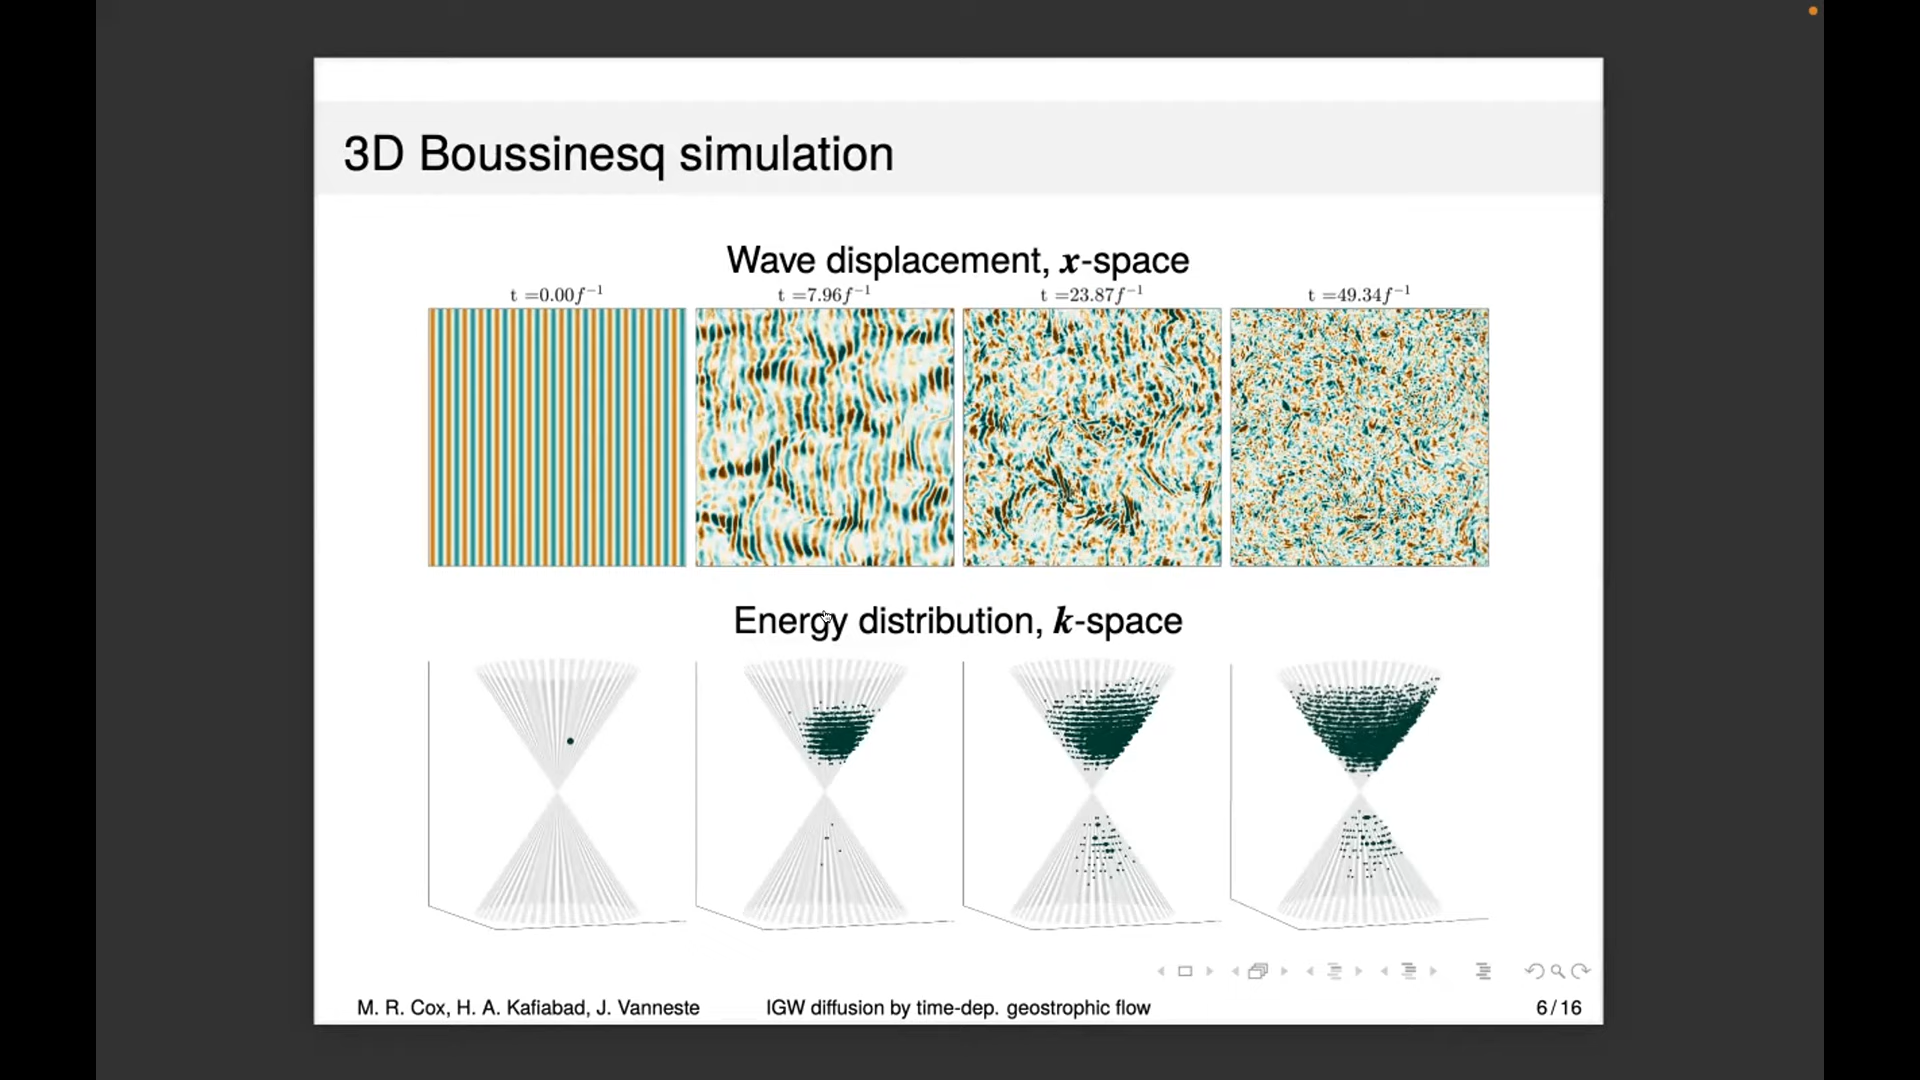 3D Boussinesq simulation
Wave displacement, x-space
t =0.00f⁻¹ t =7.96f⁻¹ t =23.87f⁻¹ t =49.34f⁻¹
Energy distribution, k-space
M. R. Cox, H. A. Kafiabad, J. Vanneste IGW diffusion by time-dep. geostrophic flow 6/16